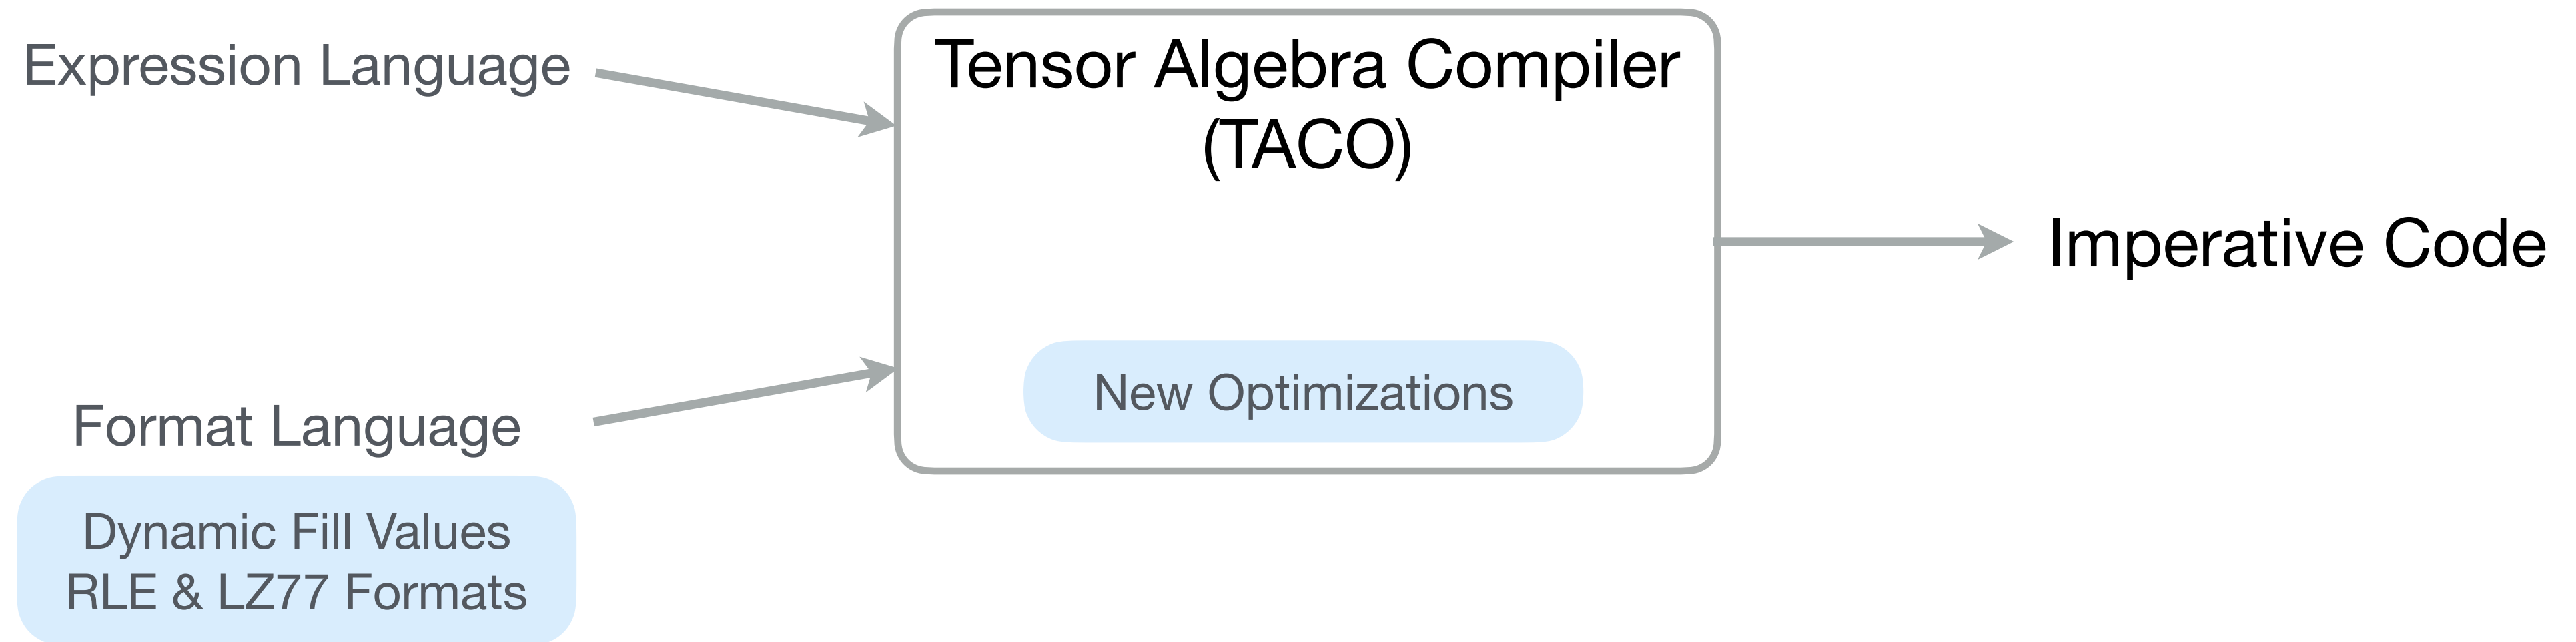 Expression Language
Tensor Algebra Compiler
(TACO)
Imperative Code
New Optimizations
Format Language
Dynamic Fill Values
RLE & LZ77 Formats